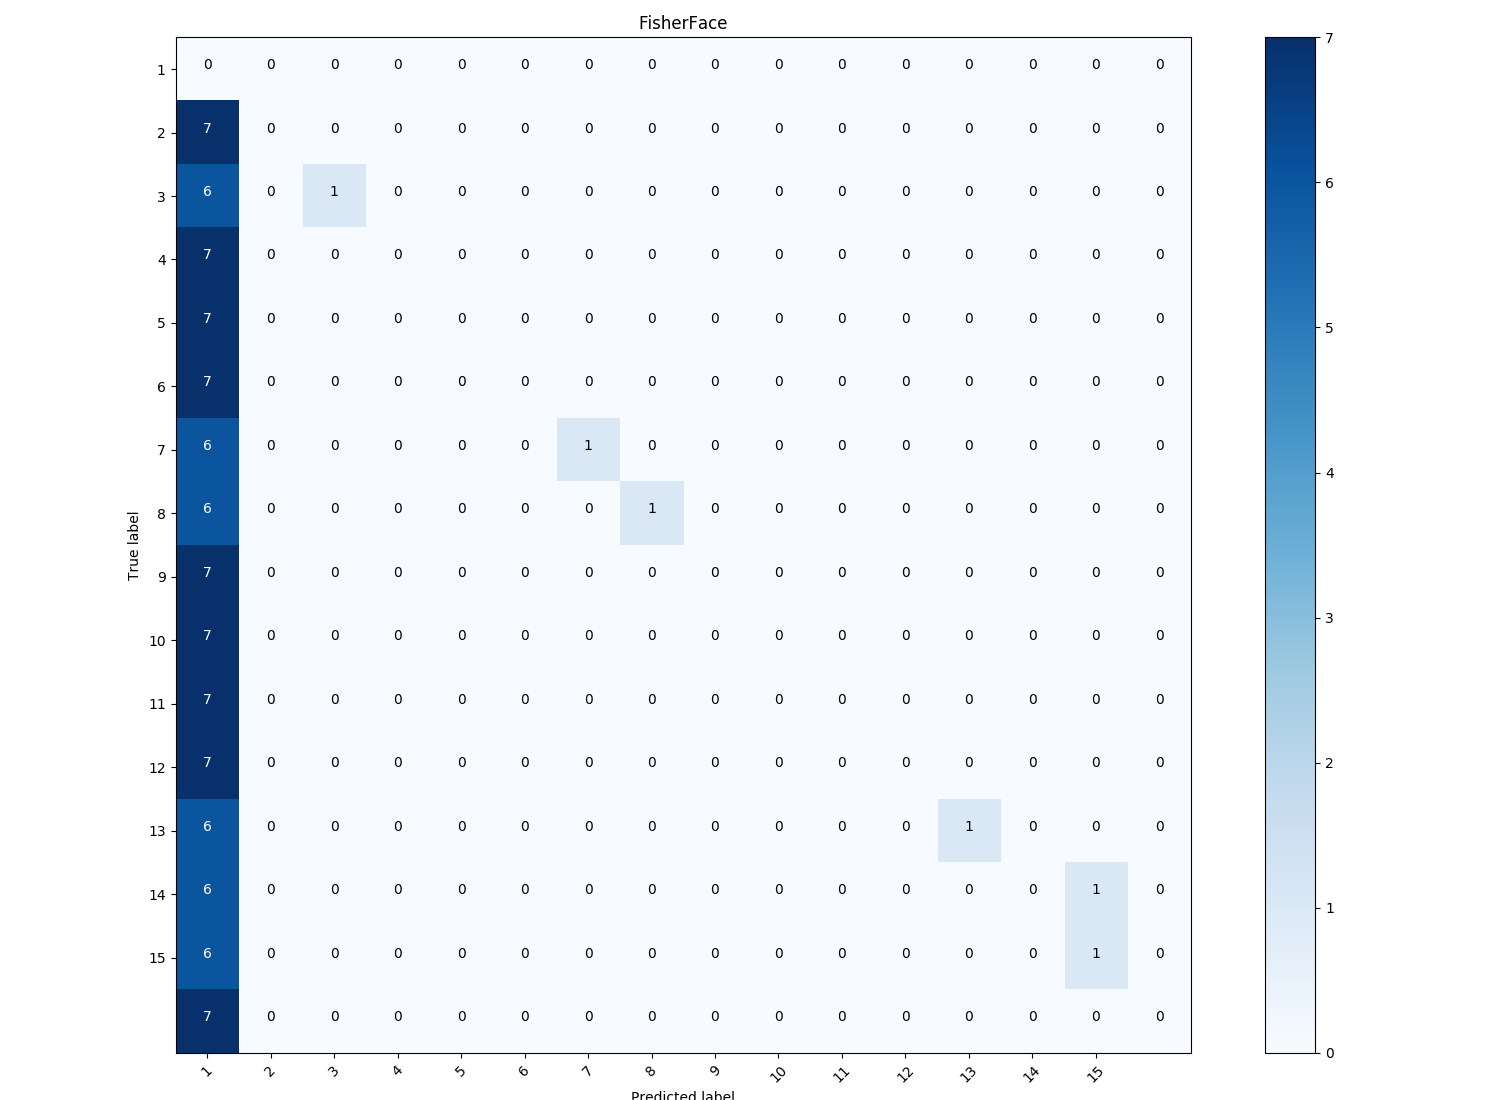 FisherFace
1 0 0 0 0 0 0 0 0 0 0 0 0 0 0 0 0
2 7 0 0 0 0 0 0 0 0 0 0 0 0 0 0 0
3 6 0 1 0 0 0 0 0 0 0 0 0 0 0 0 0
4 7 0 0 0 0 0 0 0 0 0 0 0 0 0 0 0
5 7 0 0 0 0 0 0 0 0 0 0 0 0 0 0 0
6 7 0 0 0 0 0 0 0 0 0 0 0 0 0 0 0
7 6 0 0 0 0 0 1 0 0 0 0 0 0 0 0 0
8 6 0 0 0 0 0 0 1 0 0 0 0 0 0 0 0
9 7 0 0 0 0 0 0 0 0 0 0 0 0 0 0 0
10 7 0 0 0 0 0 0 0 0 0 0 0 0 0 0 0
11 7 0 0 0 0 0 0 0 0 0 0 0 0 0 0 0
12 7 0 0 0 0 0 0 0 0 0 0 0 0 0 0 0
13 6 0 0 0 0 0 0 0 0 0 0 0 1 0 0 0
14 6 0 0 0 0 0 0 0 0 0 0 0 0 0 1 0
15 6 0 0 0 0 0 0 0 0 0 0 0 0 0 1 0
7 0 0 0 0 0 0 0 0 0 0 0 0 0 0 0
1 2 3 4 5 6 7 8 9 10 11 12 13 14 15
True label
Predicted label
7
6
5
4
3
2
1
0